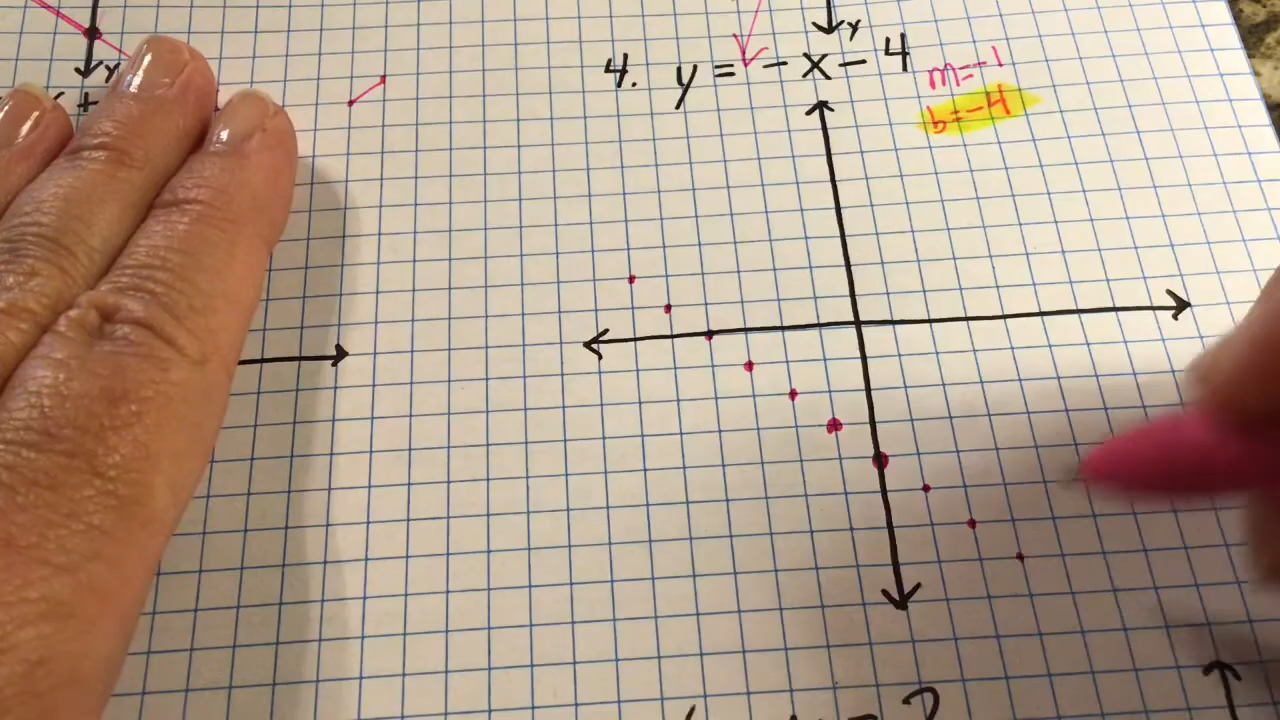 y
y
+
4. y = - x - 4
m=-1
b=-4